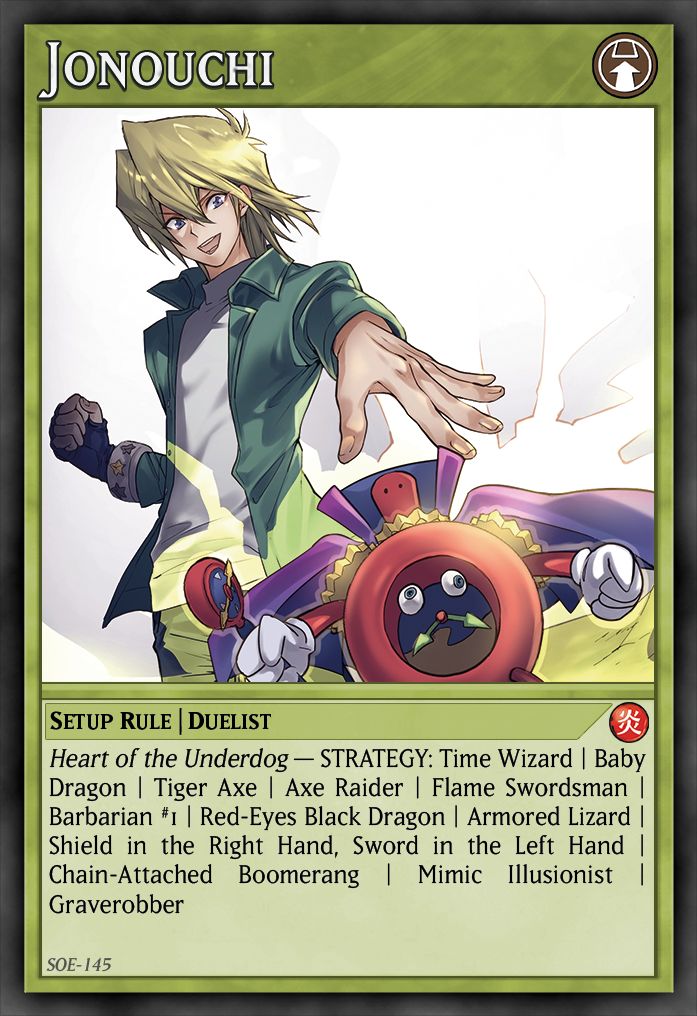 Jonouchi
Setup Rule | Duelist
炎
Heart of the Underdog — STRATEGY: Time Wizard | Baby
Dragon | Tiger Axe | Axe Raider | Flame Swordsman |
Barbarian #1 | Red-Eyes Black Dragon | Armored Lizard |
Shield in the Right Hand, Sword in the Left Hand |
Chain-Attached Boomerang | Mimic Illusionist |
Graverobber
SOE-145